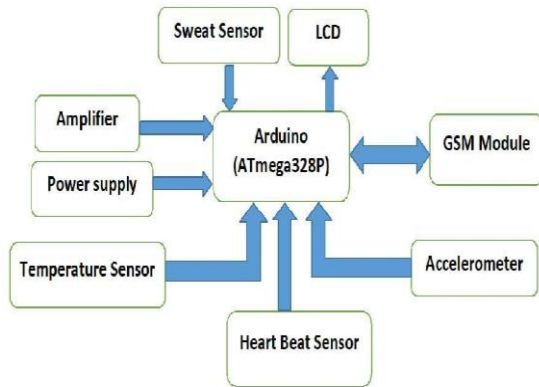 Sweat Sensor
LCD
Amplifier
Arduino
(ATmega328P)
GSM Module
Power supply
Temperature Sensor
Accelerometer
Heart Beat Sensor